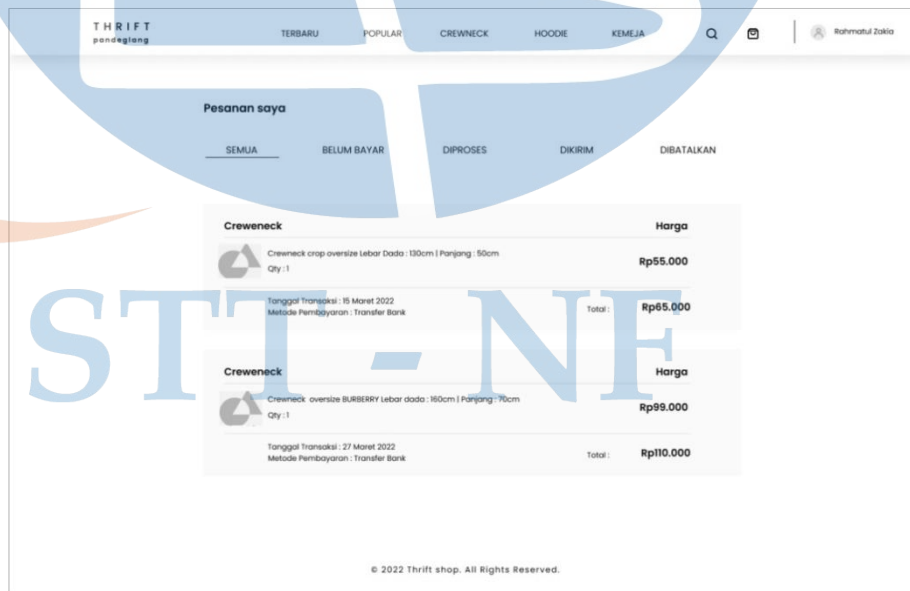 THRIFT
pandeglang
TERBARU POPULAR CREWNECK HOODIE KEMEJA
Rahmatul Zakia
Pesanan saya
SEMUA BELUM BAYAR DIPROSES DIKIRIM DIBATALKAN
Creweneck Harga
Crewneck crop oversize Lebar Dada : 130cm | Panjang : 50cm
Rp55.000
Qty : 1
Tanggal Transaksi : 15 Maret 2022
Metode Pembayaran : Transfer Bank
Total : Rp65.000
STT - NF
Creweneck Harga
Crewneck oversize BURBERRY Lebar dada : 160cm | Panjang : 70cm
Rp99.000
Qty : 1
Tanggal Transaksi : 27 Maret 2022
Metode Pembayaran : Transfer Bank
Total : Rp110.000
© 2022 Thrift shop. All Rights Reserved.